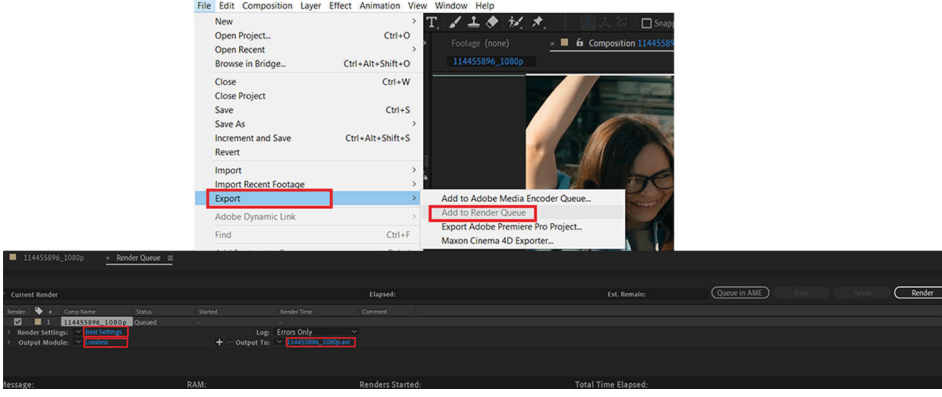 File Edit Composition Layer Effect Animation View Window Help
New >
Open Project... Ctrl+O
Open Recent >
Browse in Bridge... Ctrl+Alt+Shift+O
Close Ctrl+W
Close Project
Save Ctrl+S
Save As >
Increment and Save Ctrl+Alt+Shift+S
Revert
Import >
Import Recent Footage >
Export >
Adobe Dynamic Link >
Find Ctrl+F
Footage (none)
× Composition 114455896
114455896_1080p
Add to Adobe Media Encoder Queue...
Add to Render Queue
Export Adobe Premiere Pro Project...
Maxon Cinema 4D Exporter...
114455896_1080p × Render Queue
Current Render Elapsed: Est. Remain: Queue in AME Stop Pause Render
Render # Comp Name Status Started Render Time Comment
1 114455896_1080p Queued - -
Render Settings: Best Settings Log: Errors Only
Output Module: Lossless Output To: 114455896_1080p.avi
Message: RAM: Renders Started: Total Time Elapsed: